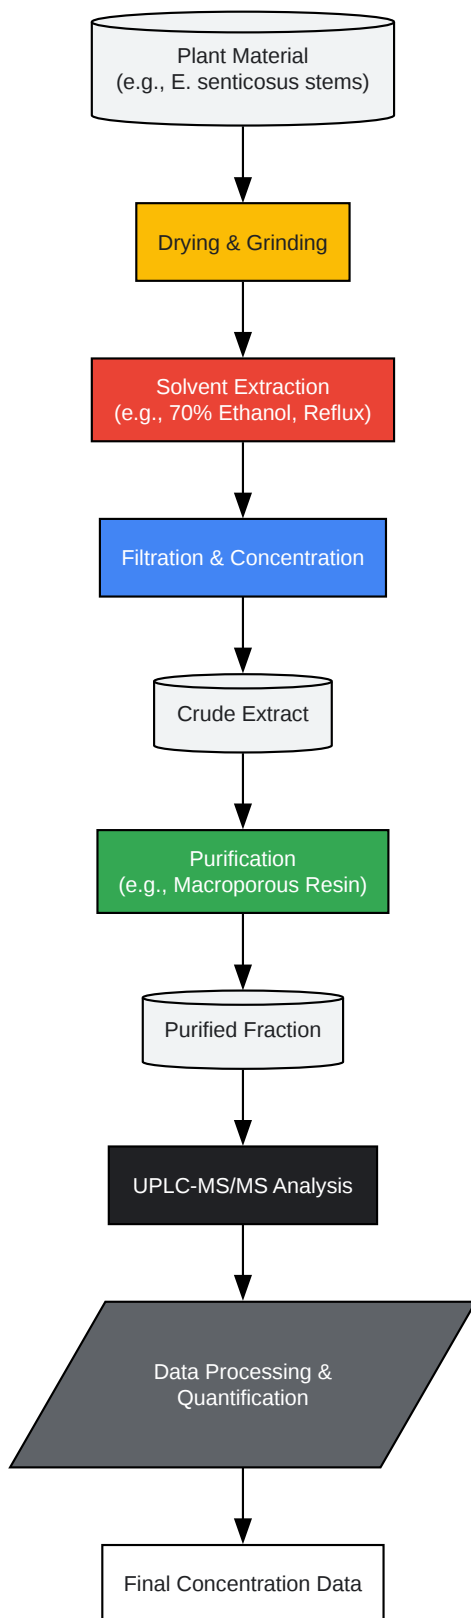 Plant Material
(e.g., E. senticosus stems)
Drying & Grinding
Solvent Extraction
(e.g., 70% Ethanol, Reflux)
Filtration & Concentration
Crude Extract
Purification
(e.g., Macroporous Resin)
Purified Fraction
UPLC-MS/MS Analysis
Data Processing &
Quantification
Final Concentration Data